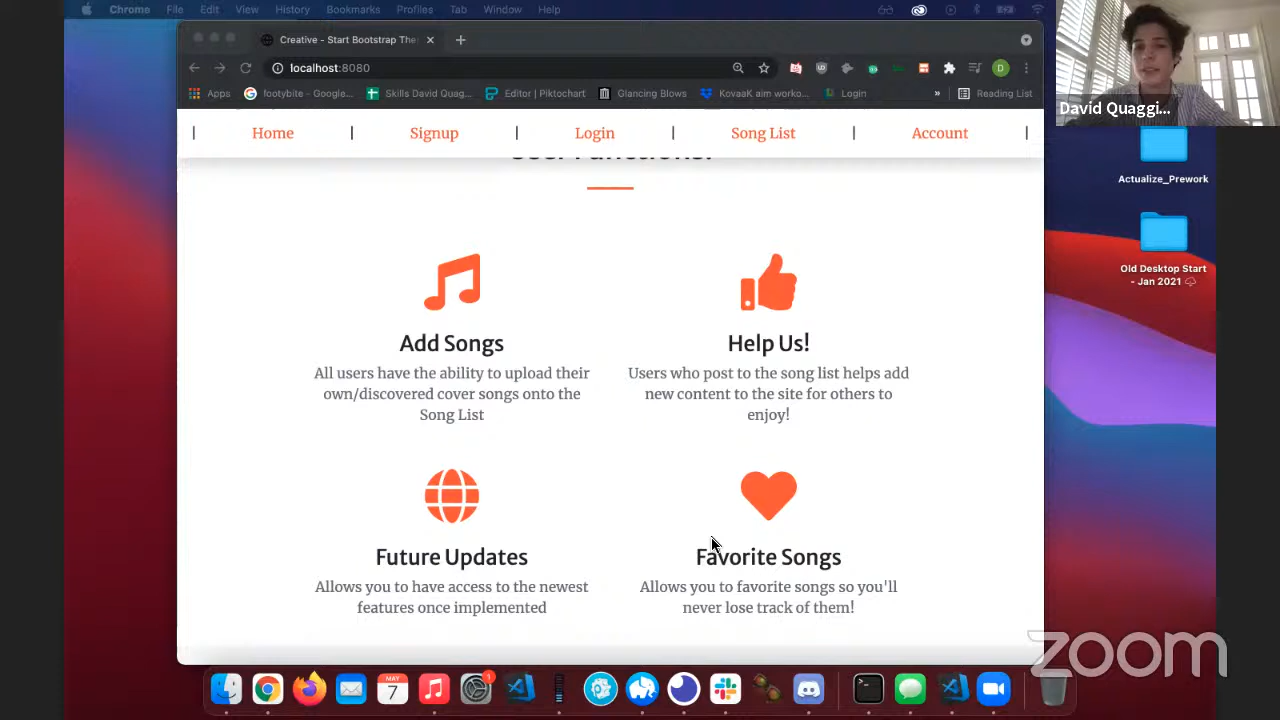 Chrome File Edit View History Bookmarks Profiles Tab Window Help
Creative - Start Bootstrap The
localhost:8080
D
Apps footybite - Google... Skills David Quag... Editor | Piktochart Glancing Blows KovaaK aim worko... Login » Reading List
David Quaggi...
Home | Signup | Login | Song List | Account
User Functions:
Actualize_Prework
Old Desktop Start
- Jan 2021
Add Songs
All users have the ability to upload their
own/discovered cover songs onto the
Song List
Help Us!
Users who post to the song list helps add
new content to the site for others to
enjoy!
Future Updates
Allows you to have access to the newest
features once implemented
Favorite Songs
Allows you to favorite songs so you'll
never lose track of them!
zoom
MAY
7
1